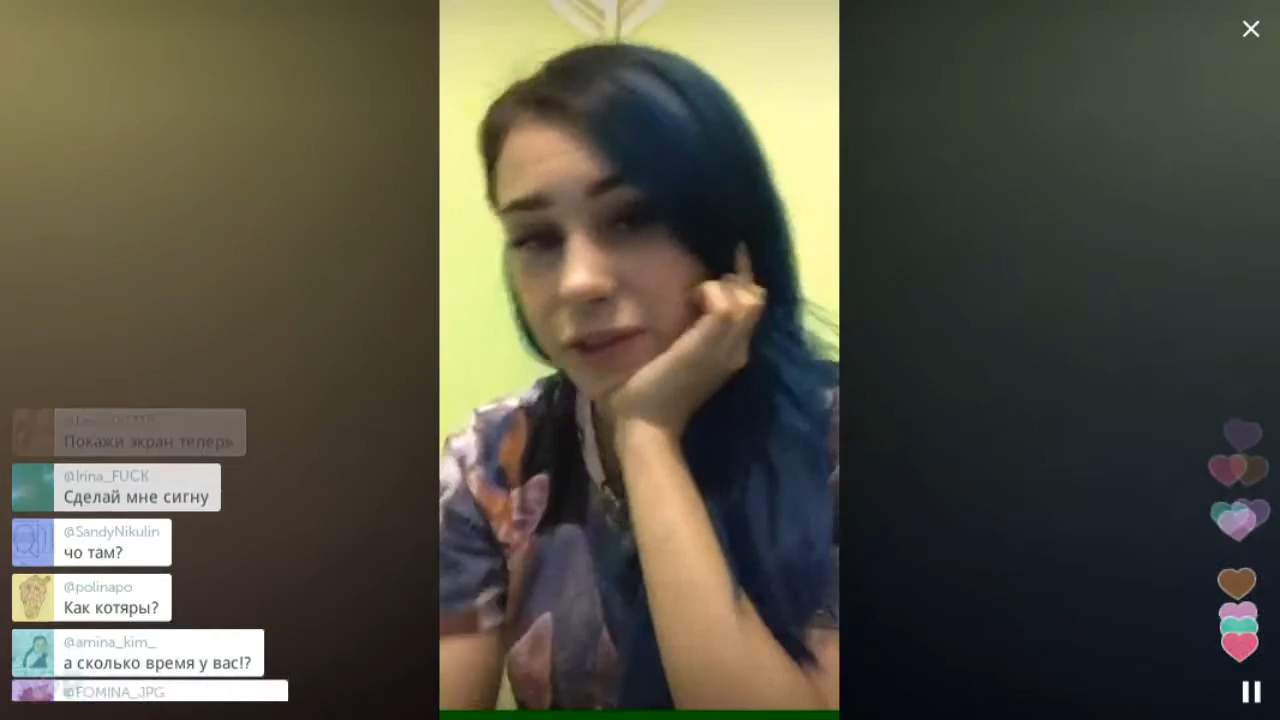 Покажи экран теперь
@Irina_FUCK
Сделай мне сигну
@SandyNikulin
чо там?
@polinapo
Как котяры?
@amina_kim_
а сколько время у вас!?
@FOMINA_JPG